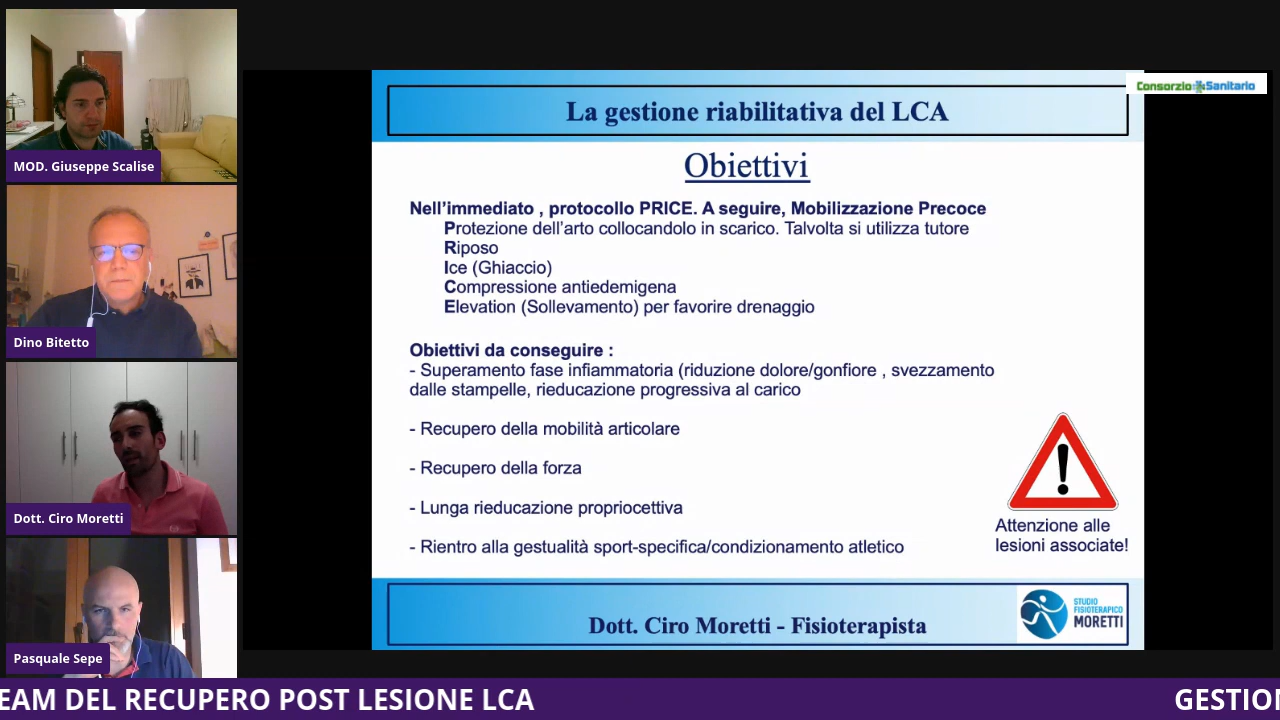 MOD. Giuseppe Scalise
Dino Bitetto
Dott. Ciro Moretti
Pasquale Sepe
Consorzio Sanitario
La gestione riabilitativa del LCA
Obiettivi
Nell'immediato , protocollo PRICE. A seguire, Mobilizzazione Precoce
Protezione dell'arto collocandolo in scarico. Talvolta si utilizza tutore
Riposo
Ice (Ghiaccio)
Compressione antiedemigena
Elevation (Sollevamento) per favorire drenaggio
Obiettivi da conseguire :
- Superamento fase infiammatoria (riduzione dolore/gonfiore , svezzamento
dalle stampelle, rieducazione progressiva al carico
- Recupero della mobilità articolare
- Recupero della forza
- Lunga rieducazione propriocettiva
- Rientro alla gestualità sport-specifica/condizionamento atletico
Attenzione alle
lesioni associate!
Dott. Ciro Moretti - Fisioterapista
STUDIO
FISIOTERAPICO
MORETTI
EAM DEL RECUPERO POST LESIONE LCA
GESTION